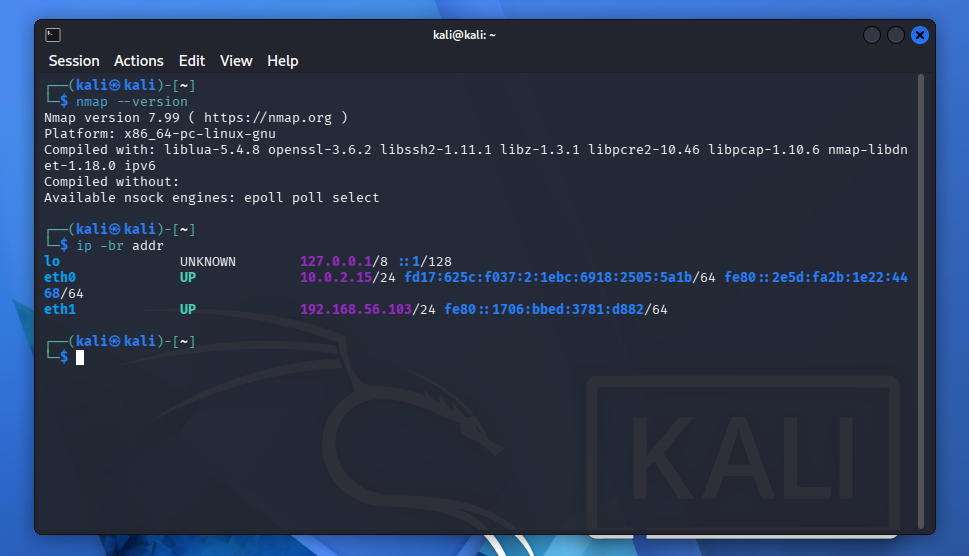 kali@kali: ~
Session Actions Edit View Help
┌──(kali㉿kali)-[~]
└─$ nmap --version
Nmap version 7.99 ( https://nmap.org )
Platform: x86_64-pc-linux-gnu
Compiled with: liblua-5.4.8 openssl-3.6.2 libssh2-1.11.1 libz-1.3.1 libpcre2-10.46 libpcap-1.10.6 nmap-libdn
et-1.18.0 ipv6
Compiled without:
Available nsock engines: epoll poll select
┌──(kali㉿kali)-[~]
└─$ ip -br addr
lo UNKNOWN 127.0.0.1/8 ::1/128
eth0 UP 10.0.2.15/24 fd17:625c:f037:2:1ebc:6918:2505:5a1b/64 fe80::2e5d:fa2b:1e22:44
68/64
eth1 UP 192.168.56.103/24 fe80::1706:bbed:3781:d882/64
┌──(kali㉿kali)-[~]
└─$
KALI